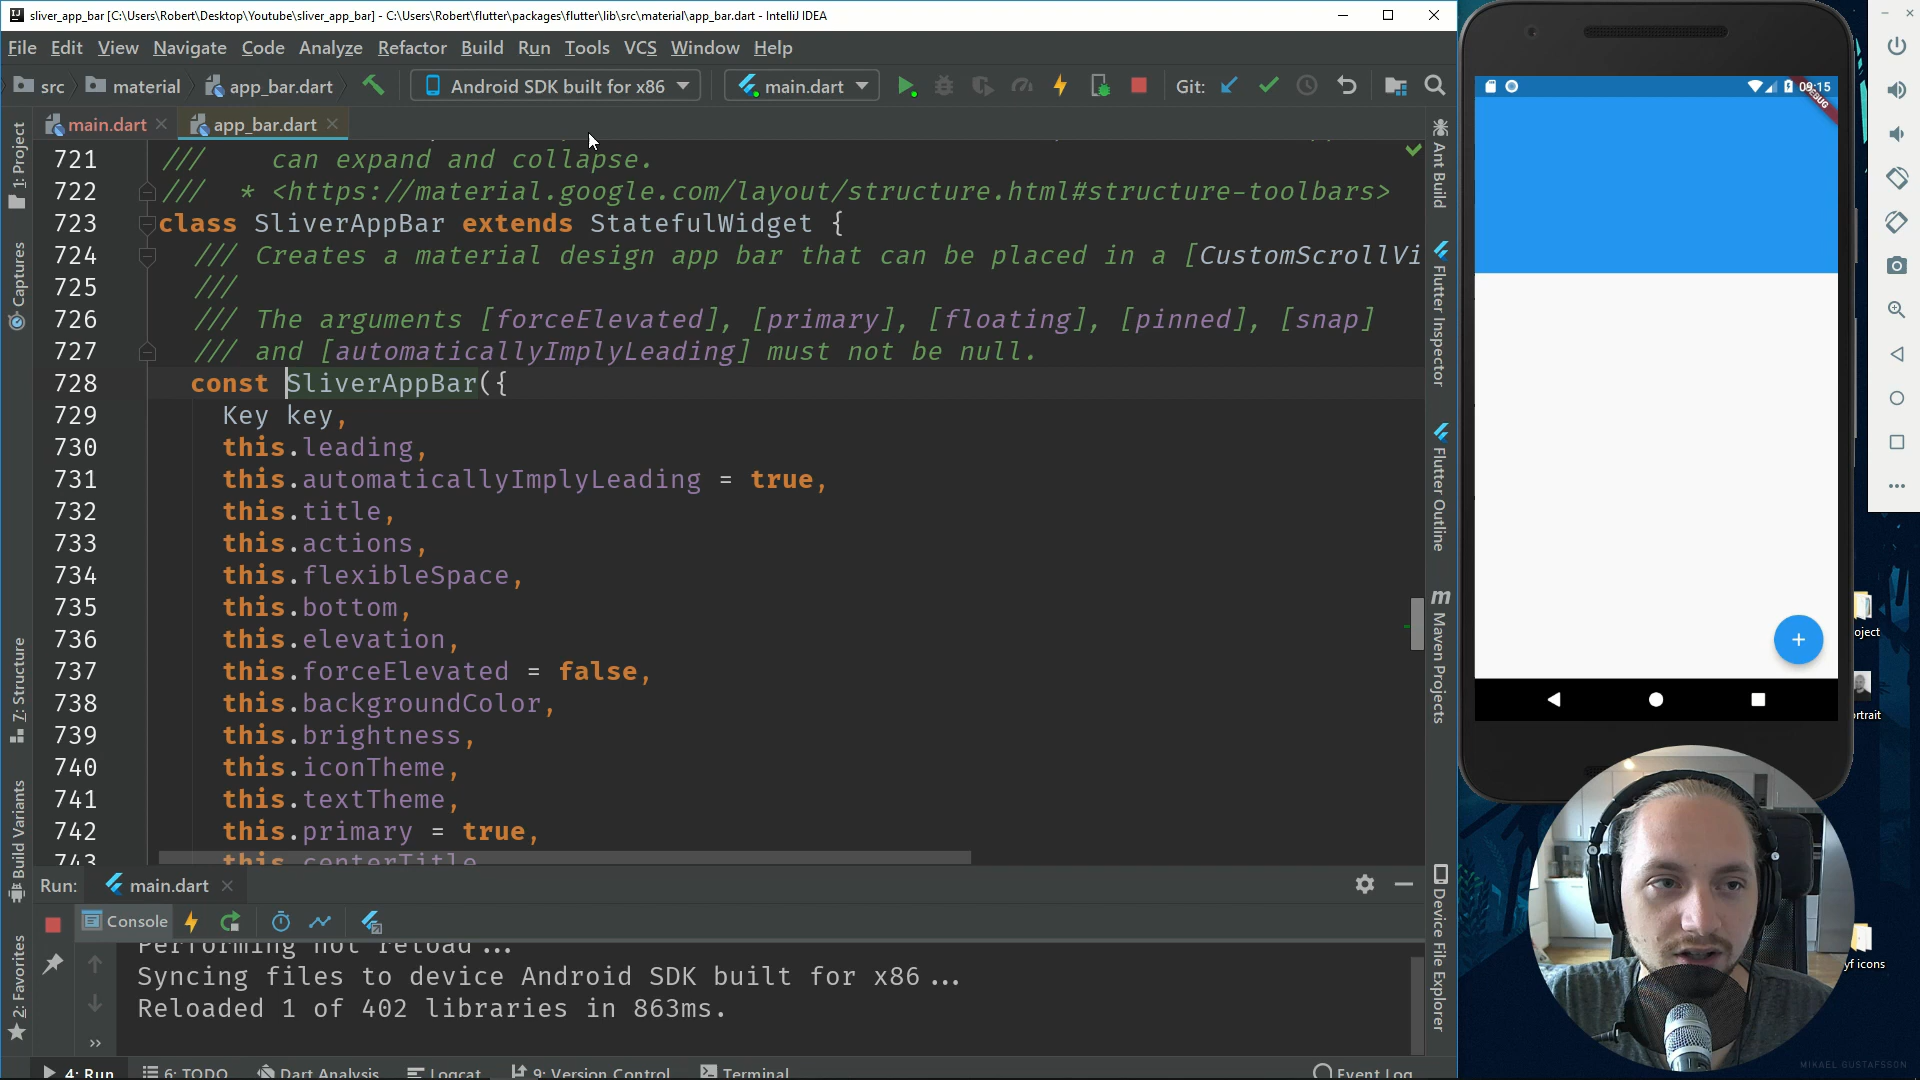 sliver_app_bar [C:\Users\Robert\Desktop\Youtube\sliver_app_bar] - C:\Users\Robert\flutter\packages\flutter\lib\src\material\app_bar.dart - IntelliJ IDEA
File Edit View Navigate Code Analyze Refactor Build Run Tools VCS Window Help
src material app_bar.dart Android SDK built for x86 main.dart Git:
main.dart app_bar.dart
721 /// can expand and collapse.
722 /// * <https://material.google.com/layout/structure.html#structure-toolbars>
723 class SliverAppBar extends StatefulWidget {
724 /// Creates a material design app bar that can be placed in a [CustomScrollVi
725 ///
726 /// The arguments [forceElevated], [primary], [floating], [pinned], [snap]
727 /// and [automaticallyImplyLeading] must not be null.
728 const SliverAppBar({
729 Key key,
730 this.leading,
731 this.automaticallyImplyLeading = true,
732 this.title,
733 this.actions,
734 this.flexibleSpace,
735 this.bottom,
736 this.elevation,
737 this.forceElevated = false,
738 this.backgroundColor,
739 this.brightness,
740 this.iconTheme,
741 this.textTheme,
742 this.primary = true,
743 this.centerTitle
Run: main.dart
Console
Performing hot reload...
Syncing files to device Android SDK built for x86...
Reloaded 1 of 402 libraries in 863ms.
4: Run 6: TODO Dart Analysis Logcat 9: Version Control Terminal Event Log
1: Project
Captures
7: Structure
Build Variants
2: Favorites
Ant Build
Flutter Inspector
Flutter Outline
m Maven Projects
Device File Explorer
09:15
DEBUG
oject
rtrait
yf icons
MIKAEL GUSTAFSSON